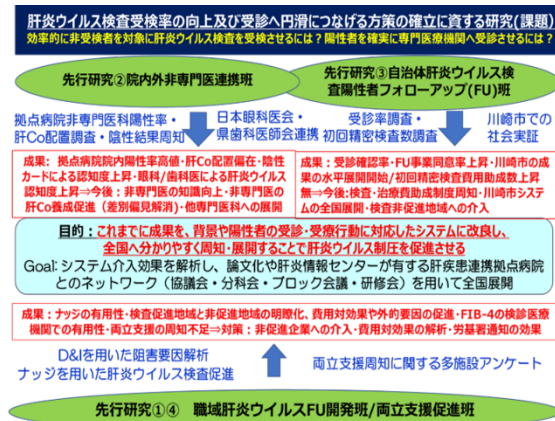 肝炎ウイルス検査受検率の向上及び受診へ円滑につなげる方策の確立に資する研究(課題)
効率的に非受検者を対象に肝炎ウイルス検査を受検させるには？陽性者を確実に専門医療機関へ受診させるには？
先行研究②院内外非専門医連携班
先行研究③自治体肝炎ウイルス検
査陽性者フォローアップ(FU)班
拠点病院非専門医科陽性率・
肝Co配置調査・陰性結果周知
日本眼科医会・
県歯科医師会連携
受診率調査・
初回精密検査数調査
川崎市での
社会実証
成果: 拠点病院院内陽性率高値・肝Co配置偏在・陰性
カードによる認知度上昇・眼科/歯科医による肝炎ウイルス
認知度上昇⇒今後: 非専門医の知識向上・非専門医の
肝Co養成促進（差別偏見解消）・他専門医科への展開
成果：受診確認率・FU事業同意率上昇・川崎市の成
果の水平展開開始/初回精密検査費用助成数上昇
無⇒今後:検査・治療費助成制度周知・川崎市シス
テムの全国展開・検査非促進地域への介入
目的：これまでに成果を、背景や陽性者の受診・受療行動に対応したシステムに改良し、
全国へ分かりやすく周知・展開することで肝炎ウイルス制圧を促進させる
Goal: システム介入効果を解析し、論文化や肝炎情報センターが有する肝疾患連携拠点病院
とのネットワーク（協議会・分科会・ブロック会議・研修会）を用いて全国展開
成果：ナッジの有用性・検査促進地域と非促進地域の明瞭化、費用対効果や外的要因の促進・FIB-4の検診医療
機関での有用性・両立支援の周知不足⇒対策：非促進企業への介入・費用対効果の解析・労基署通知の効果
D&Iを用いた阻害要因解析
ナッジを用いた肝炎ウイルス検査促進
両立支援周知に関する多施設アンケート
先行研究①④ 職域肝炎ウイルスFU開発班/両立支援促進班